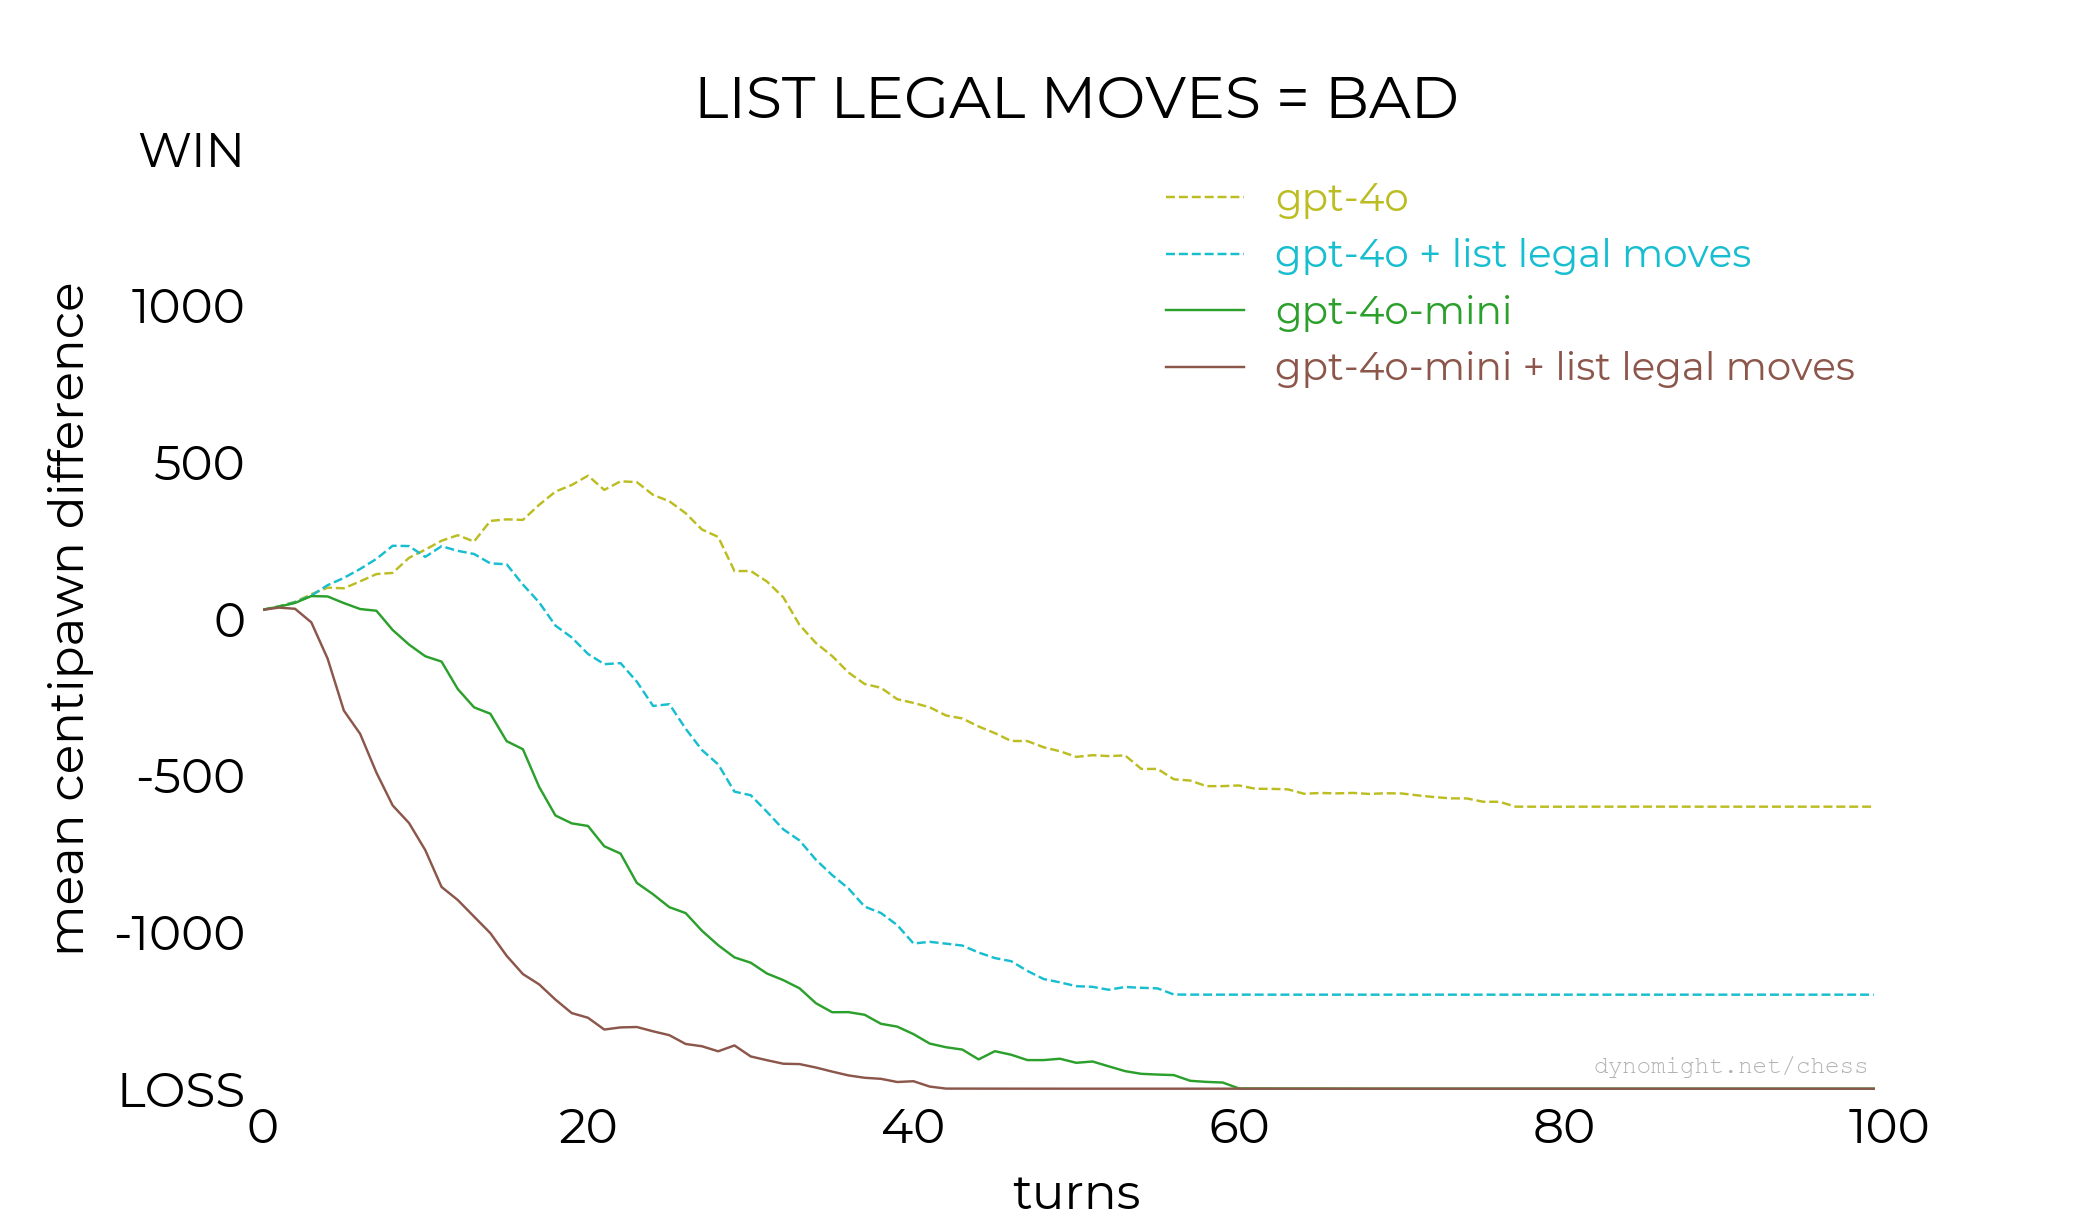 LIST LEGAL MOVES = BAD
WIN
gpt-4o
gpt-4o + list legal moves
gpt-4o-mini
gpt-4o-mini + list legal moves
mean centipawn difference
1000
500
0
-500
-1000
LOSS
dynomight.net/chess
0 20 40 60 80 100
turns